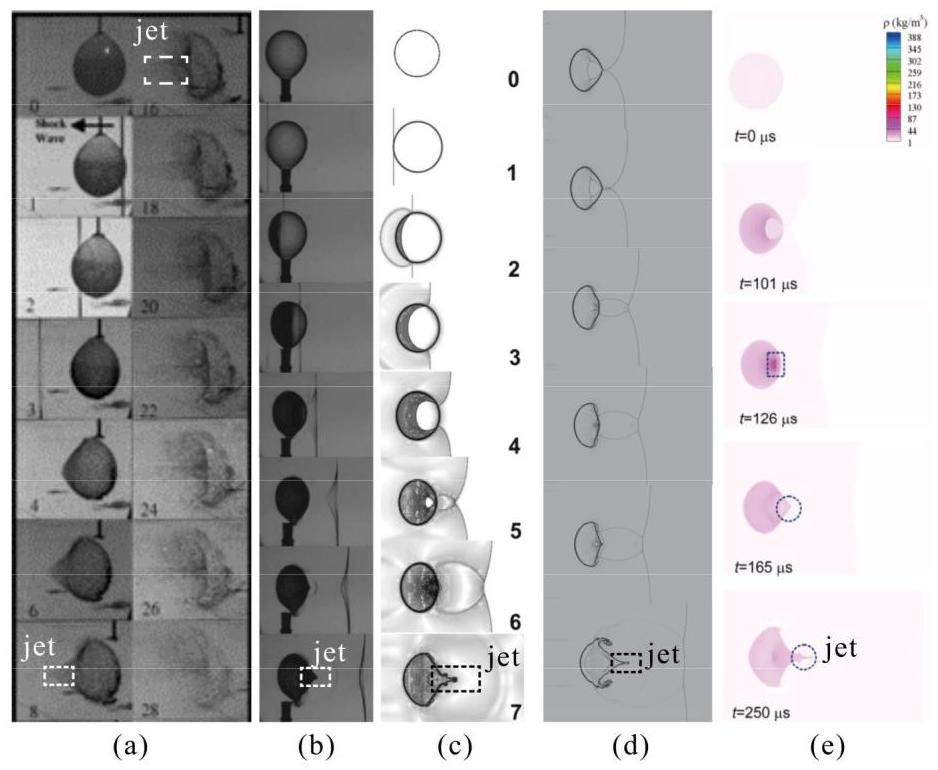 jet
0
16
Shock
Wave
1
18
2
20
3
22
4
24
6
26
jet
8
28
(a)
jet
(b)
0
1
2
3
4
5
6
jet
7
(c)
jet
(d)
ρ (kg/m³)
388
345
302
259
216
173
130
87
44
1
t=0 μs
t=101 μs
t=126 μs
t=165 μs
jet
t=250 μs
(e)